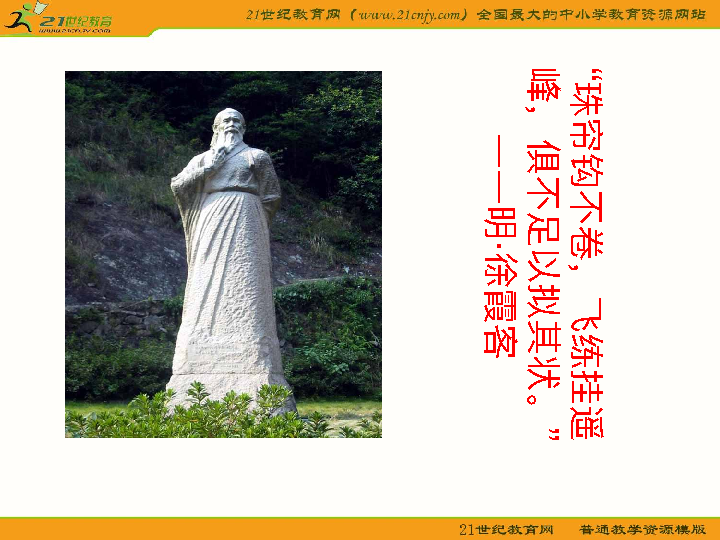 21世纪教育网
21世纪教育网（www.21cnjy.com）全国最大的中小学教育资源网站
“珠帘钩不卷，飞练挂遥
峰，俱不足以拟其状。”
——明·徐霞客
21世纪教育网 普通教学资源模版